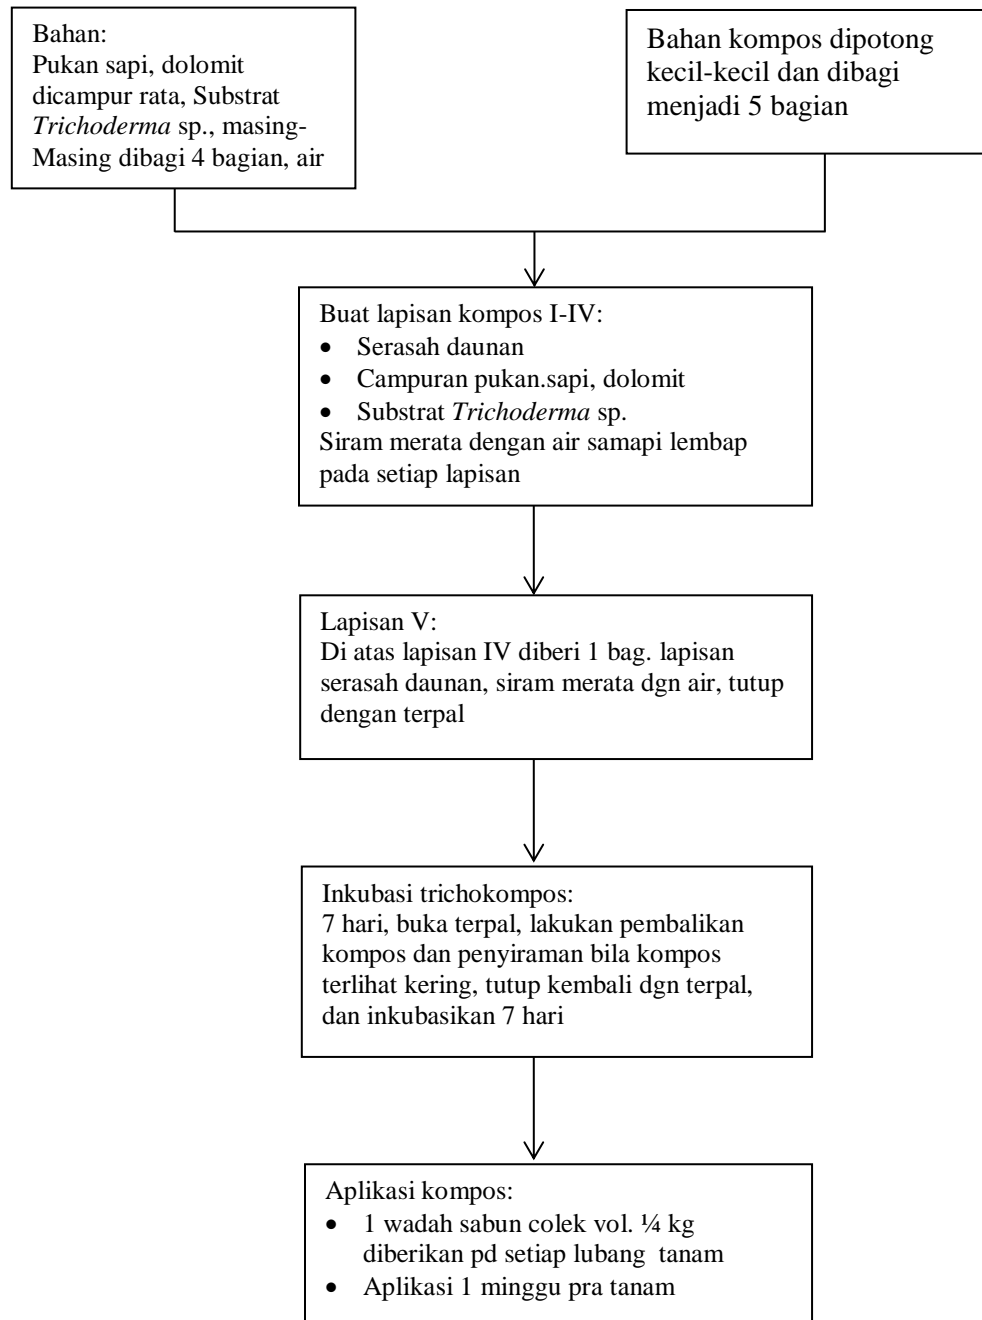 Bahan:
Pukan sapi, dolomit
dicampur rata, Substrat
Trichoderma sp., masing-
Masing dibagi 4 bagian, air
Bahan kompos dipotong
kecil-kecil dan dibagi
menjadi 5 bagian
Buat lapisan kompos I-IV:
• Serasah daunan
• Campuran pukan.sapi, dolomit
• Substrat Trichoderma sp.
Siram merata dengan air samapi lembap
pada setiap lapisan
Lapisan V:
Di atas lapisan IV diberi 1 bag. lapisan
serasah daunan, siram merata dgn air, tutup
dengan terpal
Inkubasi trichokompos:
7 hari, buka terpal, lakukan pembalikan
kompos dan penyiraman bila kompos
terlihat kering, tutup kembali dgn terpal,
dan inkubasikan 7 hari
Aplikasi kompos:
• 1 wadah sabun colek vol. ¼ kg
diberikan pd setiap lubang tanam
• Aplikasi 1 minggu pra tanam